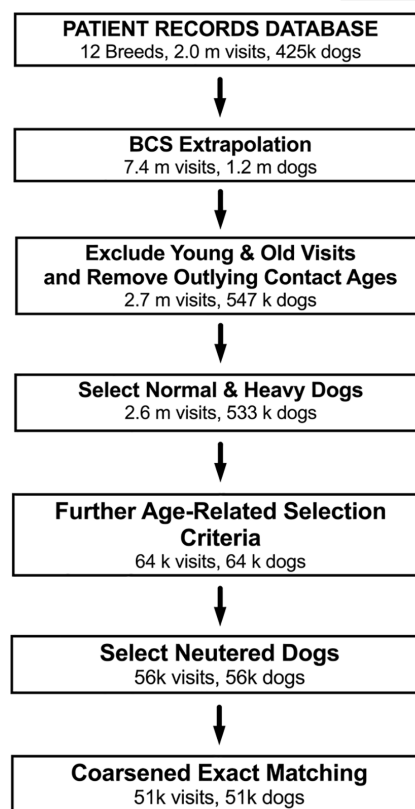 PATIENT RECORDS DATABASE
12 Breeds, 2.0 m visits, 425k dogs
BCS Extrapolation
7.4 m visits, 1.2 m dogs
Exclude Young & Old Visits
and Remove Outlying Contact Ages
2.7 m visits, 547 k dogs
Select Normal & Heavy Dogs
2.6 m visits, 533 k dogs
Further Age-Related Selection
Criteria
64 k visits, 64 k dogs
Select Neutered Dogs
56k visits, 56k dogs
Coarsened Exact Matching
51k visits, 51k dogs